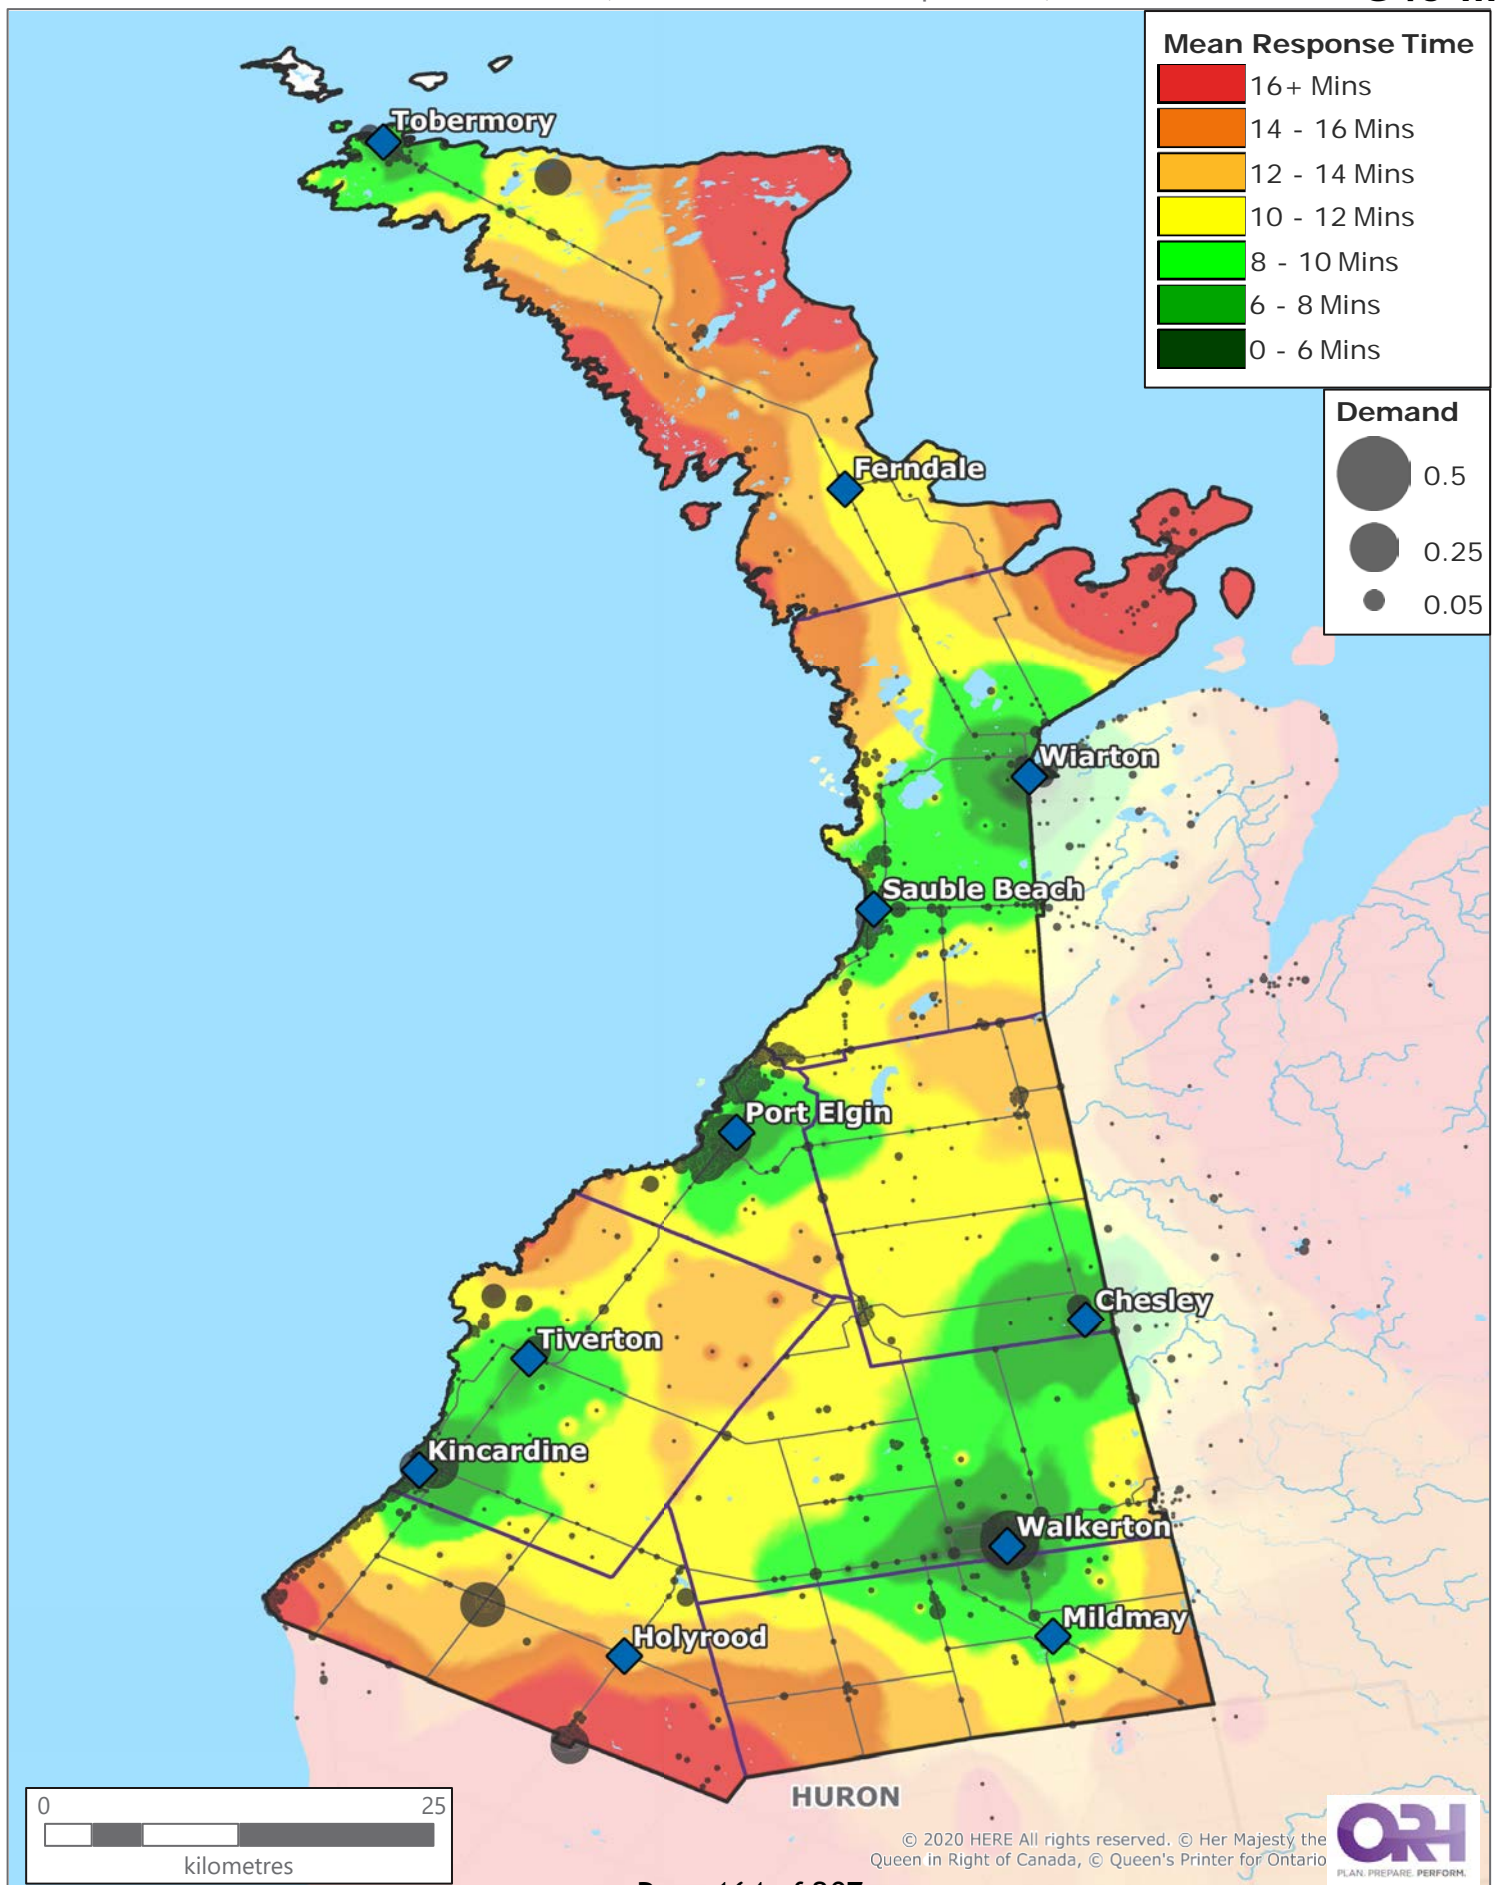 Mean Response Time
16+ Mins
14 - 16 Mins
12 - 14 Mins
10 - 12 Mins
8 - 10 Mins
6 - 8 Mins
0 - 6 Mins
Demand
0.5
0.25
0.05
Tobermory
Ferndale
Wiarton
Sauble Beach
Port Elgin
Chesley
Tiverton
Kincardine
Walkerton
Mildmay
Holyrood
HURON
0 25
kilometres
© 2020 HERE All rights reserved. © Her Majesty the
Queen in Right of Canada, © Queen's Printer for Ontario
ORH
PLAN. PREPARE. PERFORM.